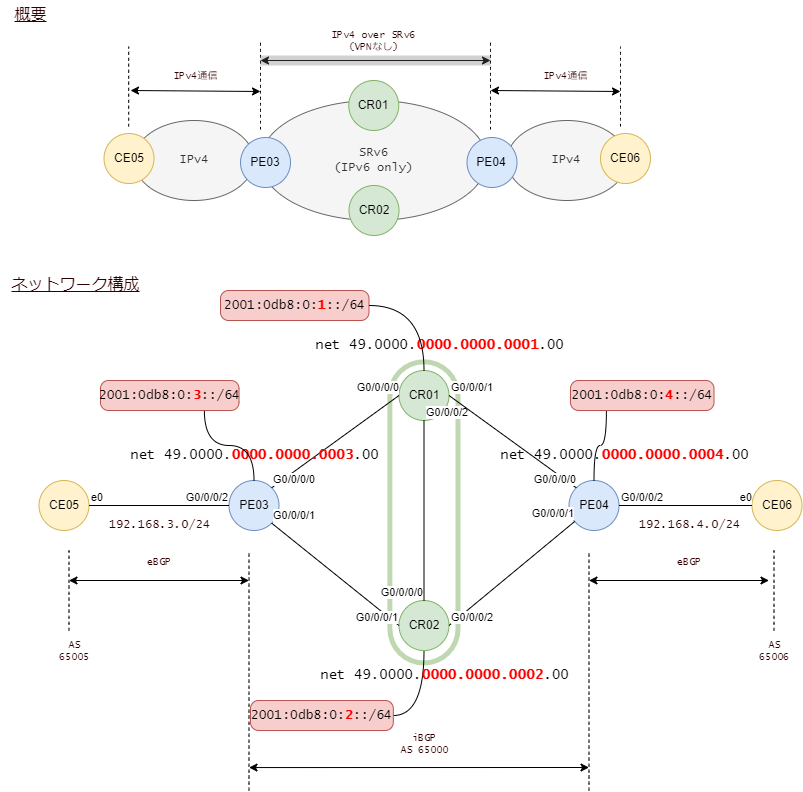 概要
IPv4 over SRv6
(VPNなし)
IPv4通信
IPv4通信
CR01
CE05
IPv4
PE03
SRv6
(IPv6 only)
PE04
IPv4
CE06
CR02
ネットワーク構成
2001:0db8:0:1::/64
net 49.0000.0000.0000.0001.00
G0/0/0/0
G0/0/0/1
CR01
G0/0/0/2
2001:0db8:0:3::/64
2001:0db8:0:4::/64
net 49.0000.0000.0000.0003.00
net 49.0000.0000.0000.0004.00
G0/0/0/0
G0/0/0/0
CE05
e0
G0/0/0/2
PE03
G0/0/0/1
G0/0/0/1
PE04
G0/0/0/2
e0
CE06
192.168.3.0/24
192.168.4.0/24
eBGP
eBGP
G0/0/0/0
G0/0/0/1
CR02
G0/0/0/2
AS
65005
AS
65006
net 49.0000.0000.0000.0002.00
2001:0db8:0:2::/64
iBGP
AS 65000